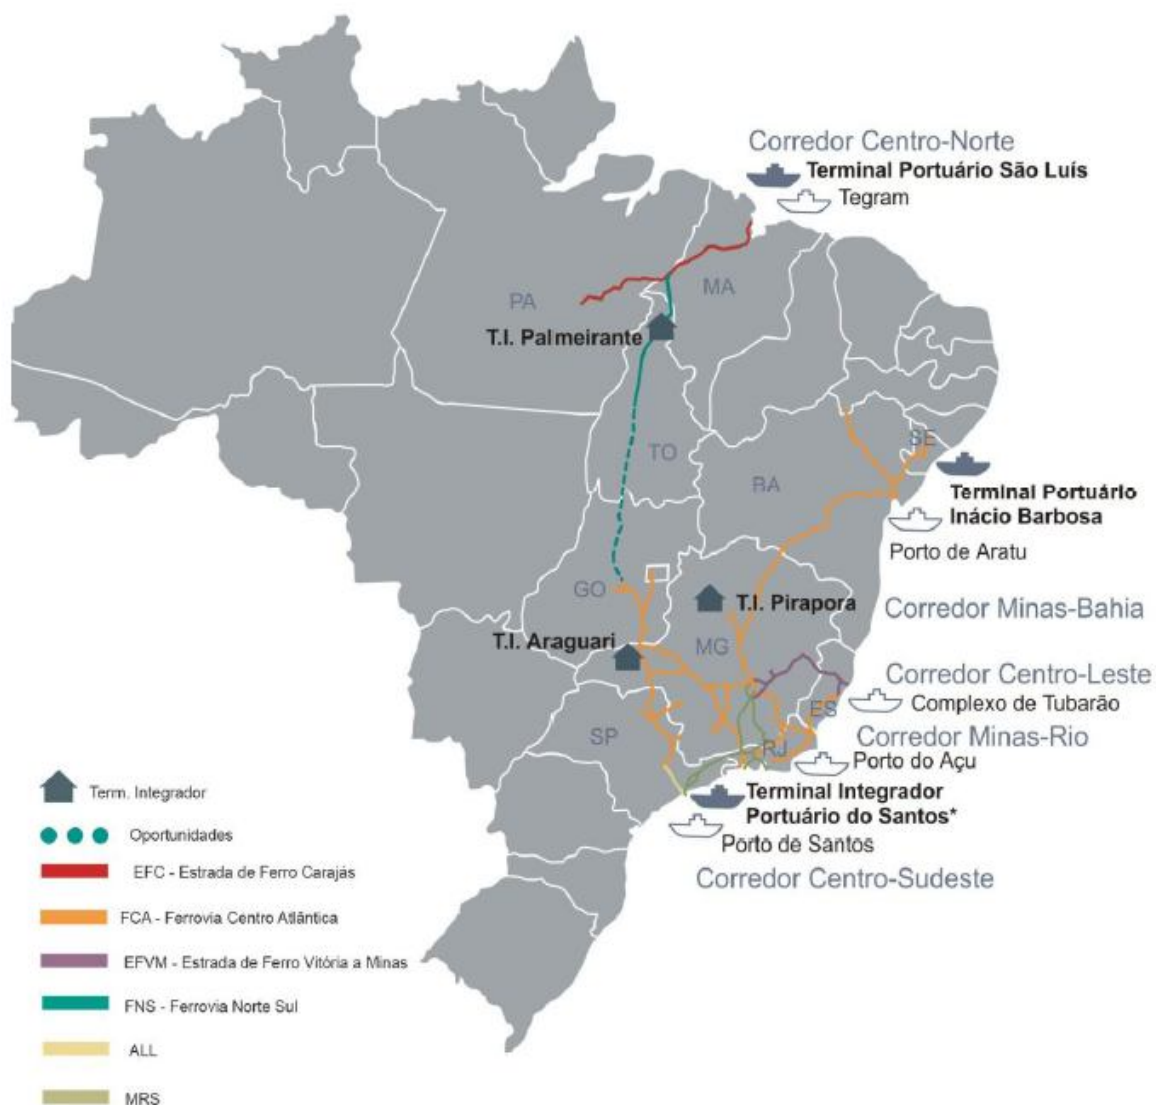 Corredor Centro-Norte
Terminal Portuário São Luís
Tegram
PA
MA
T.I. Palmeirante
TO
SE
BA
Terminal Portuário
Inácio Barbosa
Porto de Aratu
GO
T.I. Pirapora
Corredor Minas-Bahia
T.I. Araguari
MG
Corredor Centro-Leste
Complexo de Tubarão
ES
SP
Corredor Minas-Rio
RJ
Porto do Açu
Terminal Integrador
Portuário do Santos*
Porto de Santos
Corredor Centro-Sudeste
Term. Integrador
Oportunidades
EFC - Estrada de Ferro Carajás
FCA - Ferrovia Centro Atlântica
EFVM - Estrada de Ferro Vitória a Minas
FNS - Ferrovia Norte Sul
ALL
MRS